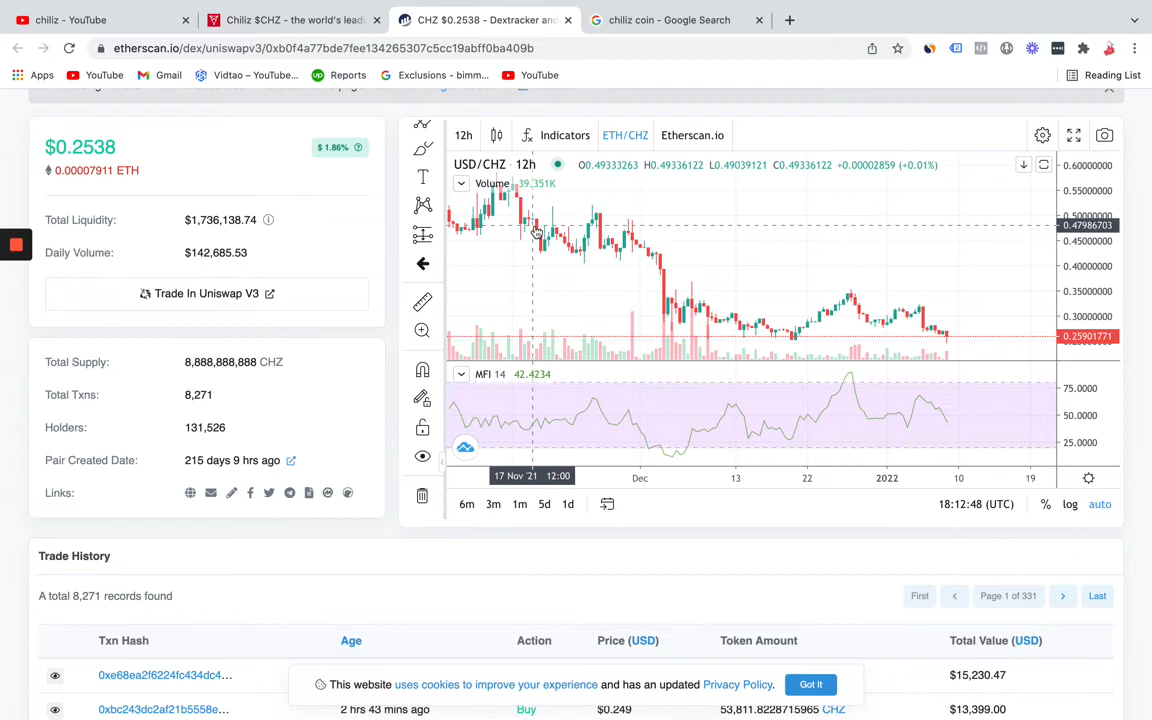 chiliz - YouTube
Chiliz $CHZ - the world's leadi
CHZ $0.2538 - Dextracker and
chiliz coin - Google Search
etherscan.io/dex/uniswapv3/0xb0f4a77bde7fee134265307c5cc19abff0ba409b
Apps YouTube Gmail Vidtao – YouTube... Reports Exclusions - bimm... YouTube Reading List
$0.2538
$ 1.86%
0.00007911 ETH
Total Liquidity: $1,736,138.74
Daily Volume: $142,685.53
Trade In Uniswap V3
Total Supply: 8,888,888,888 CHZ
Total Txns: 8,271
Holders: 131,526
Pair Created Date: 215 days 9 hrs ago
Links:
12h Indicators ETH/CHZ Etherscan.io
USD/CHZ · 12h O0.49333263 H0.49336122 L0.49039121 C0.49336122 +0.00002859 (+0.01%)
Volume 39.351K
0.60000000
0.55000000
0.50000000
0.47986703
0.45000000
0.40000000
0.35000000
0.30000000
0.25901771
MFI 14 42.4234
75.0000
50.0000
25.0000
17 Nov '21 12:00 Dec 13 22 2022 10 19
6m 3m 1m 5d 1d 18:12:48 (UTC) % log auto
Trade History
A total 8,271 records found
First Page 1 of 331 Last
Txn Hash Age Action Price (USD) Token Amount Total Value (USD)
0xe68ea2f6224fc434dc4... $15,230.47
This website uses cookies to improve your experience and has an updated Privacy Policy. Got It
0xbc243dc2af21b5558e... 2 hrs 43 mins ago Buy $0.249 53,811.8228715965 CHZ $13,399.00